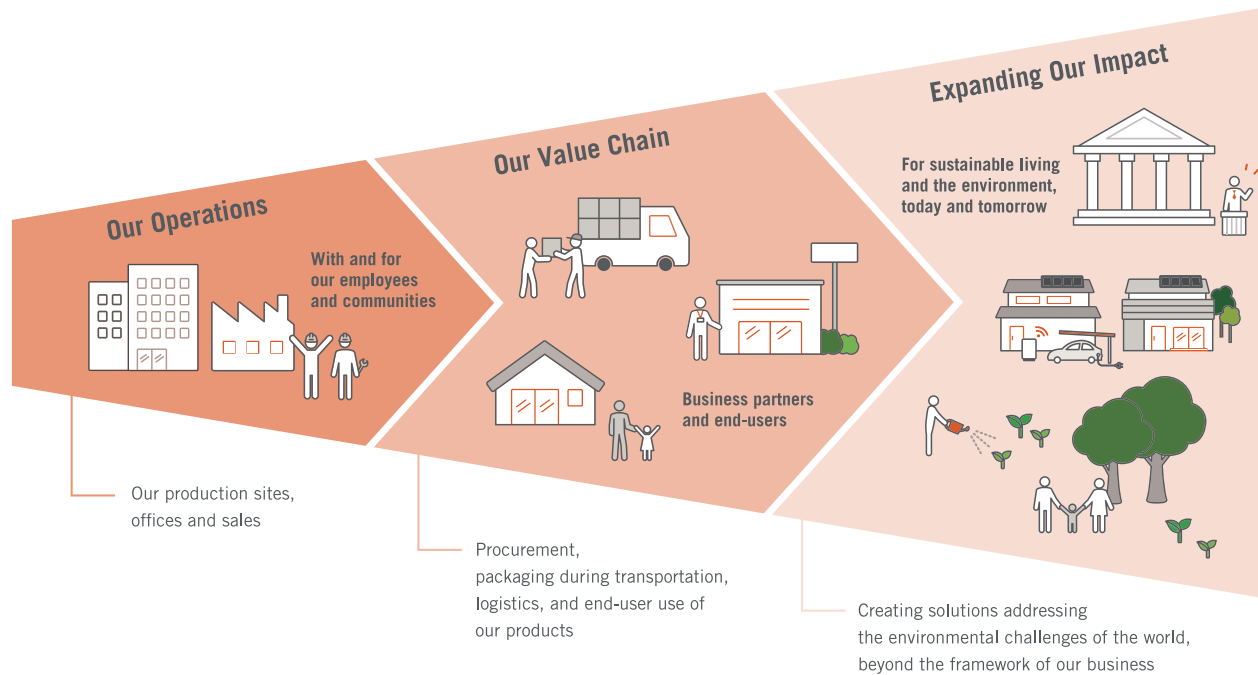 Our Operations
With and for
our employees
and communities
Our production sites,
offices and sales
Our Value Chain
Business partners
and end-users
Procurement,
packaging during transportation,
logistics, and end-user use of
our products
Expanding Our Impact
For sustainable living
and the environment,
today and tomorrow
Creating solutions addressing
the environmental challenges of the world,
beyond the framework of our business